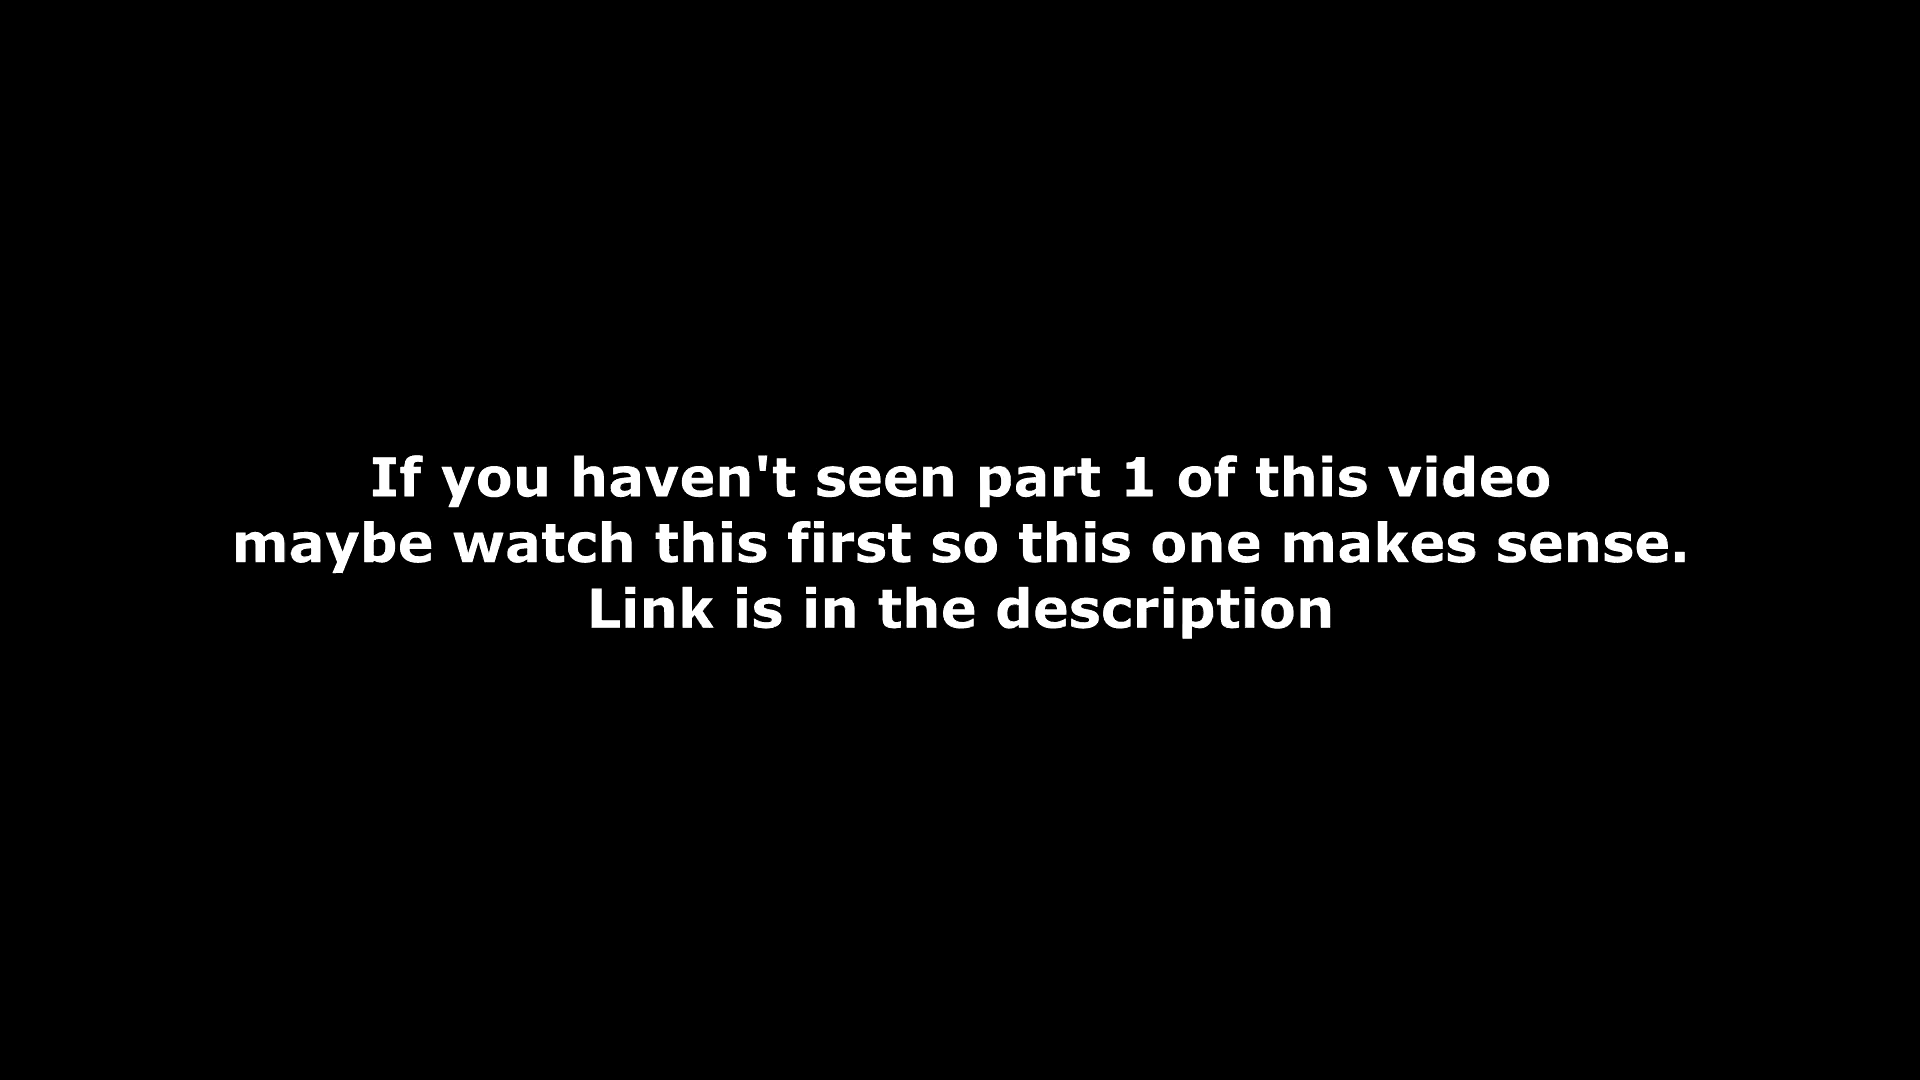 If you haven't seen part 1 of this video
maybe watch this first so this one makes sense.
Link is in the description